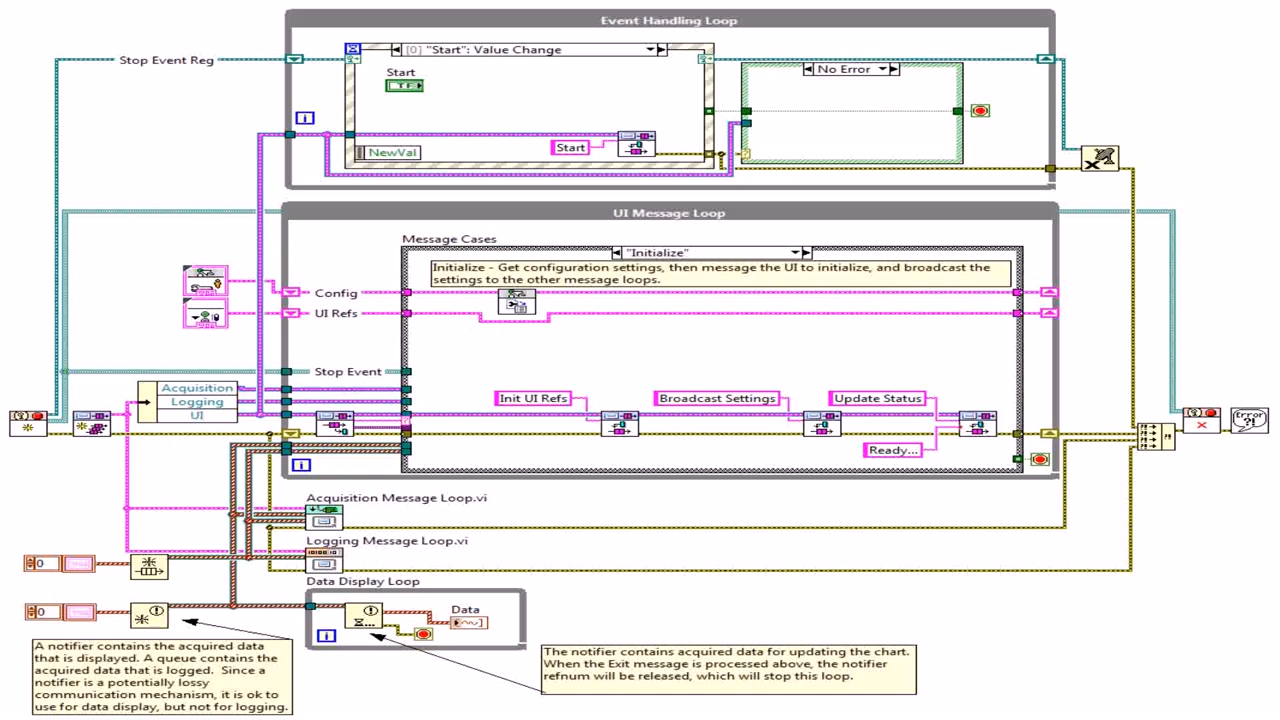 Event Handling Loop
[0] "Start": Value Change
Stop Event Reg
Start
TF
No Error
i
Start
NewVal
UI Message Loop
Message Cases
"Initialize"
Initialize - Get configuration settings, then message the UI to initialize, and broadcast the
settings to the other message loops.
Config
UI Refs
Stop Event
Acquisition
Logging
UI
Init UI Refs
Broadcast Settings
Update Status
Ready...
Error
?!
i
Acquisition Message Loop.vi
Logging Message Loop.vi
0
Data Display Loop
0
Data
i
A notifier contains the acquired data
that is displayed. A queue contains the
acquired data that is logged. Since a
notifier is a potentially lossy
communication mechanism, it is ok to
use for data display, but not for logging.
The notifier contains acquired data for updating the chart.
When the Exit message is processed above, the notifier
refnum will be released, which will stop this loop.